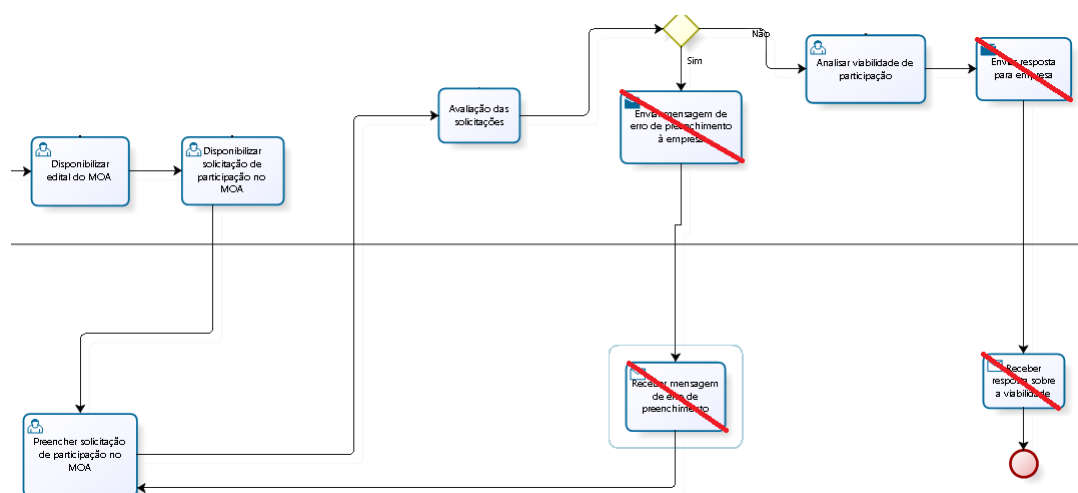 Não
Sim
Analisar viabilidade de
participação
Enviar resposta
para empresa
Avaliação das
solicitações
Enviar mensagem de
erro de preenchimento
à empresa
Disponibilizar
edital do MOA
Disponibilizar
solicitação de
participação no
MOA
Receber mensagem
de erro de
preenchimento
Receber
resposta sobre
a viabilidade
Preencher solicitação
de participação no
MOA